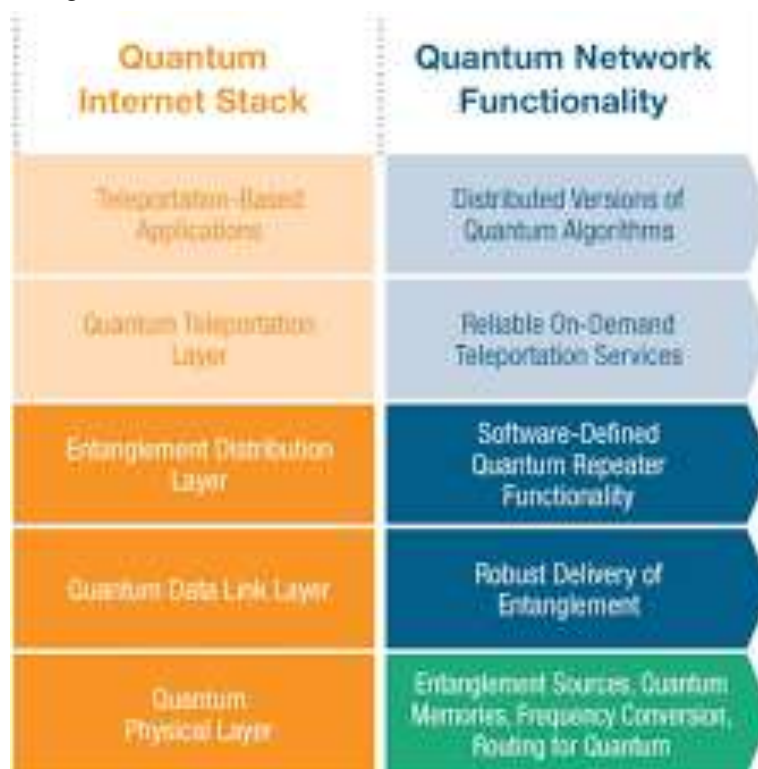 Quantum
Internet Stack
Quantum Network
Functionality
Teleportation-Based
Applications
Distributed Versions of
Quantum Algorithms
Quantum Teleportation
Layer
Reliable On-Demand
Teleportation Services
Entanglement Distribution
Layer
Software-Defined
Quantum Repeater
Functionality
Quantum Data Link Layer
Robust Delivery of
Entanglement
Quantum
Physical Layer
Entanglement Sources, Quantum
Memories, Frequency Conversion,
Routing for Quantum